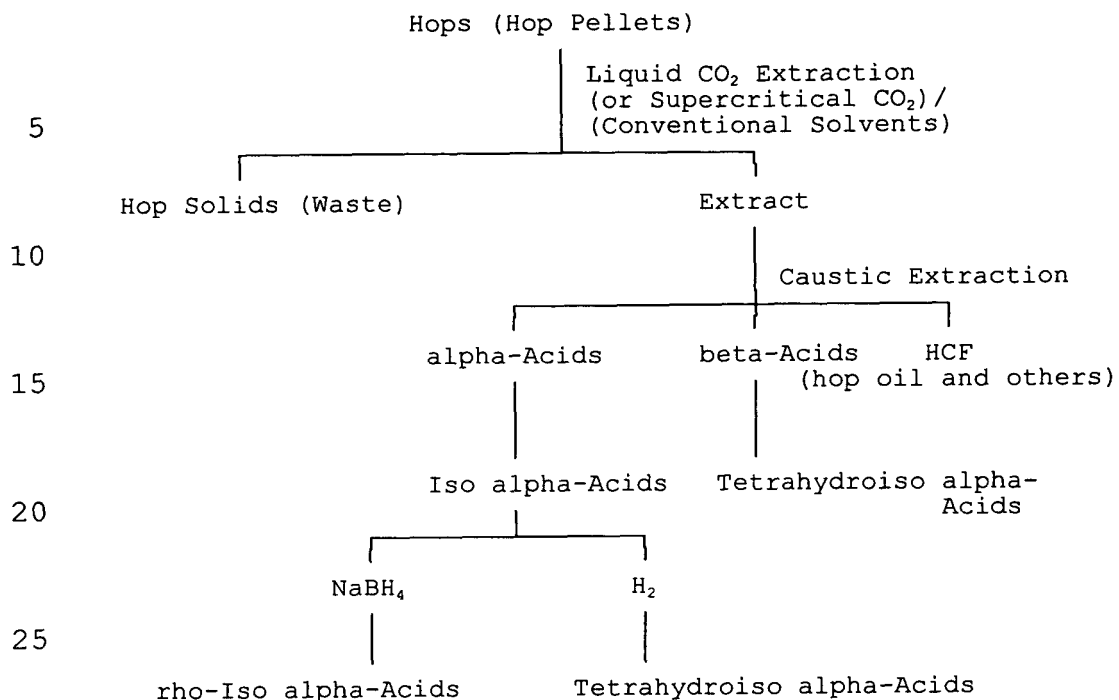 Hops (Hop Pellets)
Liquid CO₂ Extraction
(or Supercritical CO₂)/
5 (Conventional Solvents)
Hop Solids (Waste) Extract
10
Caustic Extraction
alpha-Acids beta-Acids HCF
15 (hop oil and others)
Iso alpha-Acids Tetrahydroiso alpha-
20 Acids
NaBH₄ H₂
25
rho-Iso alpha-Acids Tetrahydroiso alpha-Acids